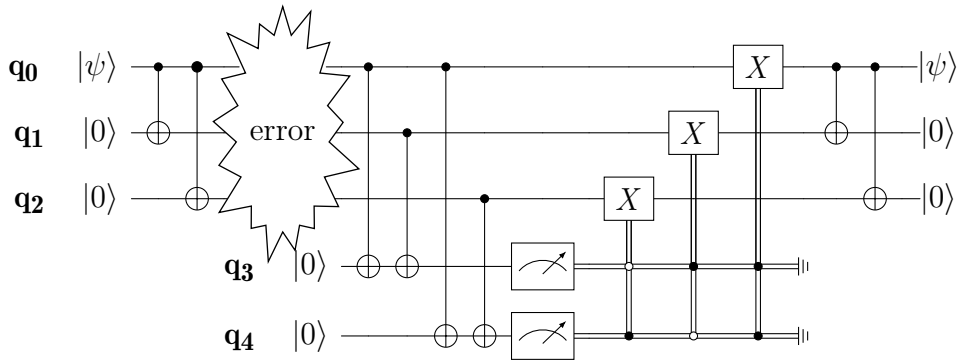 q₀ |ψ⟩ X |ψ⟩
q₁ |0⟩ error X |0⟩
q₂ |0⟩ X |0⟩
q₃ |0⟩
q₄ |0⟩